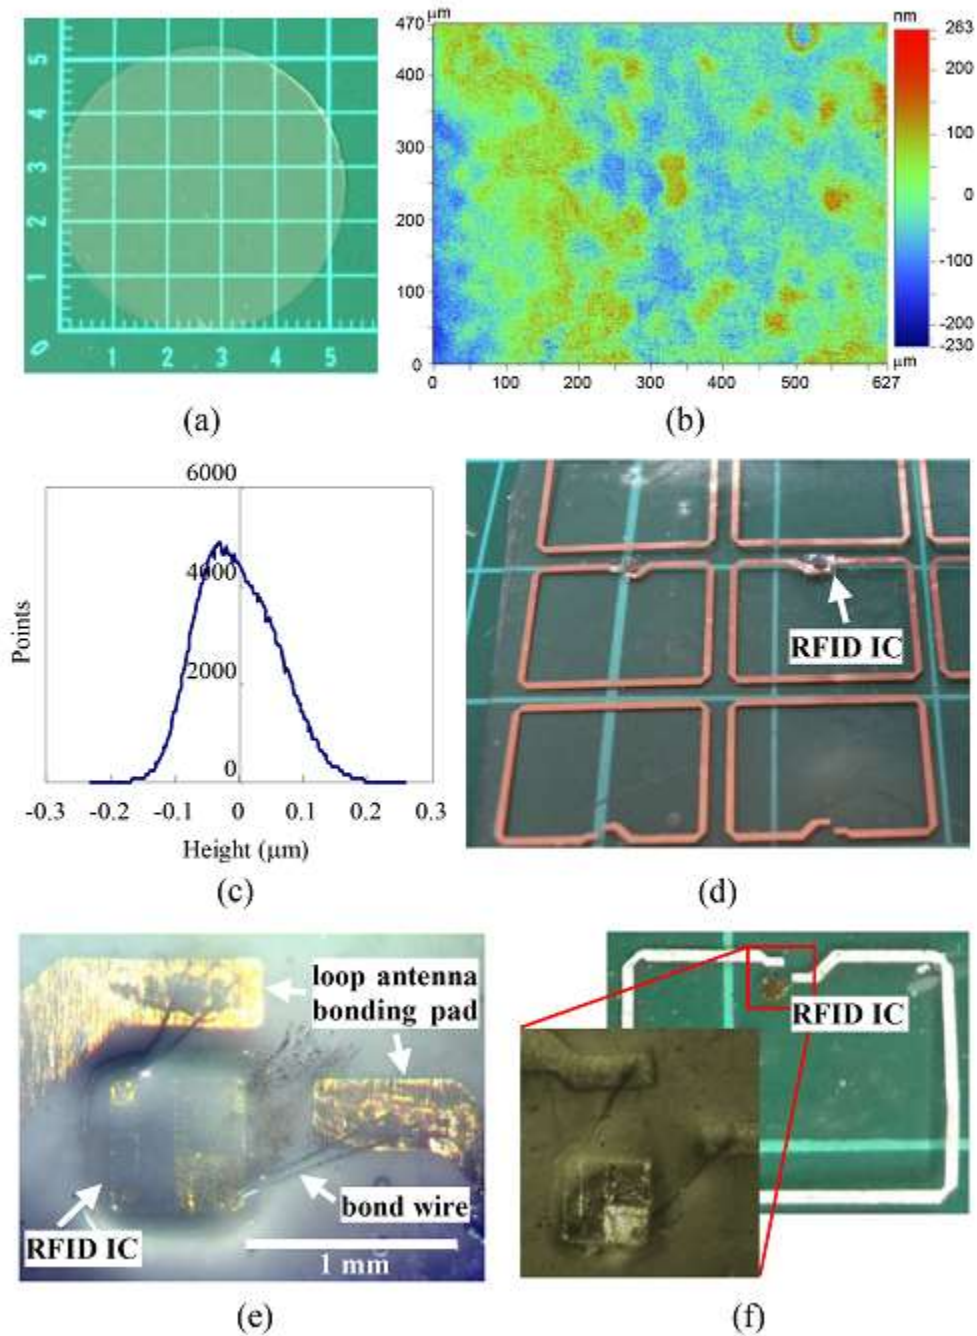 5
4
3
2
1
0
1 2 3 4 5
(a)
470 μm
400
300
200
100
0
0 100 200 300 400 500 627
μm
nm
263
200
100
0
-100
-200
-230
(b)
6000
4000
2000
0
Points
-0.3 -0.2 -0.1 0 0.1 0.2 0.3
Height (μm)
(c)
RFID IC
(d)
loop antenna
bonding pad
bond wire
RFID IC
1 mm
(e)
RFID IC
(f)